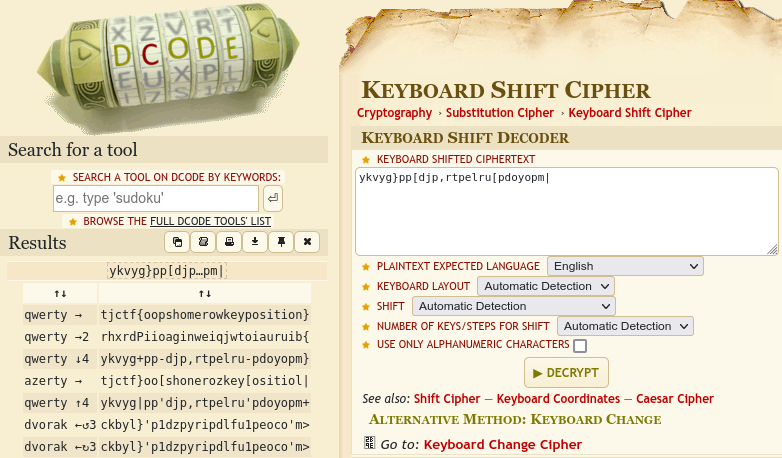 X Z V R T
D C O D E
E U X P L
Search for a tool
SEARCH A TOOL ON DCODE BY KEYWORDS:
e.g. type 'sudoku'
BROWSE THE FULL DCODE TOOLS' LIST
Results
ykvyg}pp[djp…pm|
↑↓ ↑↓
qwerty → tjctf{oopshomerowkeyposition}
qwerty →2 rhxrdPiioaginweiqjwtoiauruib{
qwerty ↓4 ykvyg+pp-djp,rtpelru-pdoyopm}
azerty → tjctf}oo[shonerozkey[ositiol|
qwerty ↑4 ykvyg|pp'djp,rtpelru'pdoyopm+
dvorak ←↻3 ckbyl}'p1dzpyripdlfu1peoco'm>
dvorak ←↻3 ckbyl}'p1dzpyripdlfu1peoco'm>
KEYBOARD SHIFT CIPHER
Cryptography › Substitution Cipher › Keyboard Shift Cipher
KEYBOARD SHIFT DECODER
KEYBOARD SHIFTED CIPHERTEXT
ykvyg}pp[djp,rtpelru[pdoyopm|
PLAINTEXT EXPECTED LANGUAGE English
KEYBOARD LAYOUT Automatic Detection
SHIFT Automatic Detection
NUMBER OF KEYS/STEPS FOR SHIFT Automatic Detection
USE ONLY ALPHANUMERIC CHARACTERS
▶ DECRYPT
See also: Shift Cipher — Keyboard Coordinates — Caesar Cipher
ALTERNATIVE METHOD: KEYBOARD CHANGE
Go to: Keyboard Change Cipher